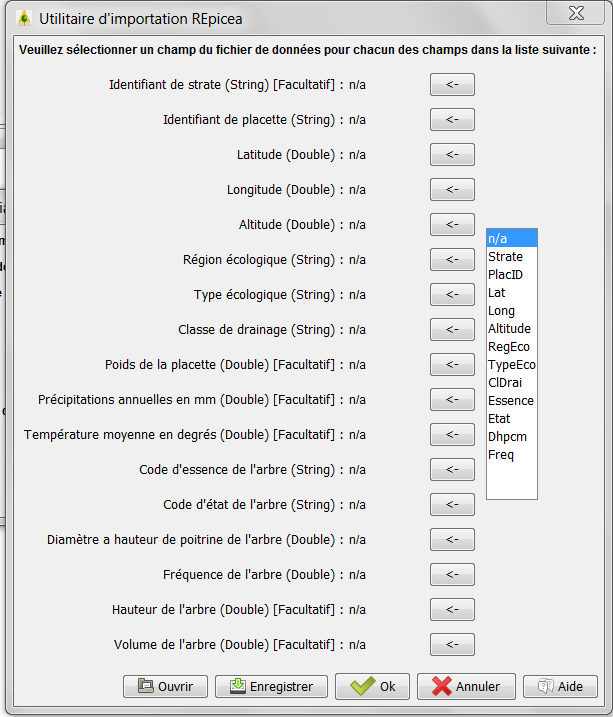 Utilitaire d'importation REpicea
Veuillez sélectionner un champ du fichier de données pour chacun des champs dans la liste suivante :
Identifiant de strate (String) [Facultatif] : n/a <-
Identifiant de placette (String) : n/a <-
Latitude (Double) : n/a <-
Longitude (Double) : n/a <-
Altitude (Double) : n/a <-
Région écologique (String) : n/a <-
Type écologique (String) : n/a <-
Classe de drainage (String) : n/a <-
Poids de la placette (Double) [Facultatif] : n/a <-
Précipitations annuelles en mm (Double) [Facultatif] : n/a <-
Température moyenne en degrés (Double) [Facultatif] : n/a <-
Code d'essence de l'arbre (String) : n/a <-
Code d'état de l'arbre (String) : n/a <-
Diamètre a hauteur de poitrine de l'arbre (Double) : n/a <-
Fréquence de l'arbre (Double) : n/a <-
Hauteur de l'arbre (Double) [Facultatif] : n/a <-
Volume de l'arbre (Double) [Facultatif] : n/a <-
n/a
Strate
PlacID
Lat
Long
Altitude
RegEco
TypeEco
ClDrai
Essence
Etat
Dhpcm
Freq
Ouvrir Enregistrer Ok Annuler Aide